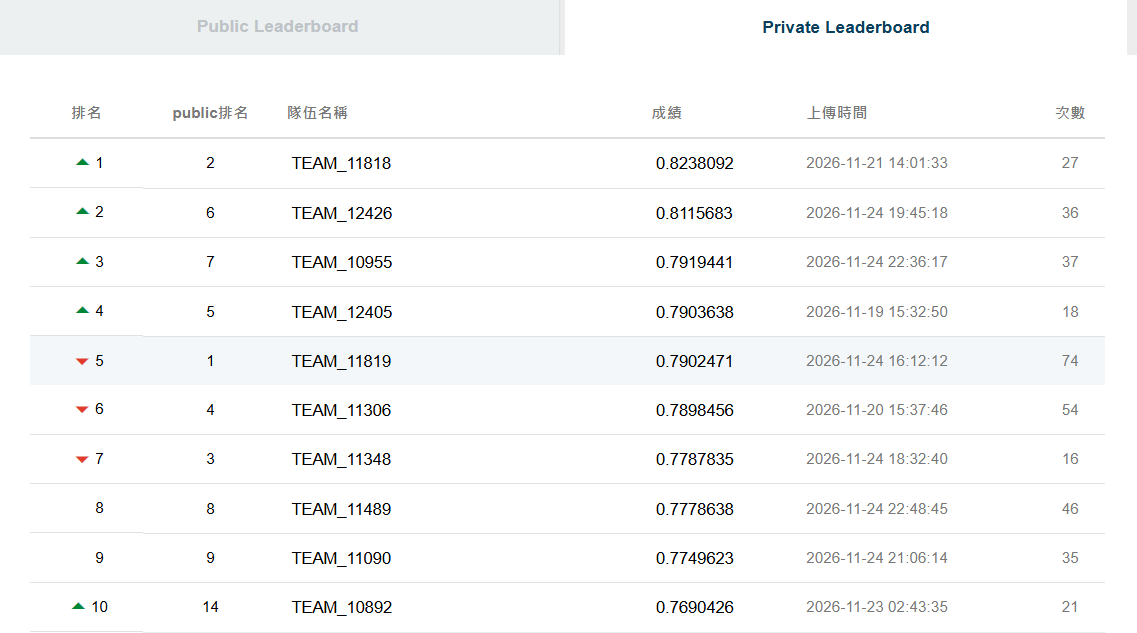 Public Leaderboard Private Leaderboard
排名 public排名 隊伍名稱 成績 上傳時間 次數
1 2 TEAM_11818 0.8238092 2026-11-21 14:01:33 27
2 6 TEAM_12426 0.8115683 2026-11-24 19:45:18 36
3 7 TEAM_10955 0.7919441 2026-11-24 22:36:17 37
4 5 TEAM_12405 0.7903638 2026-11-19 15:32:50 18
5 1 TEAM_11819 0.7902471 2026-11-24 16:12:12 74
6 4 TEAM_11306 0.7898456 2026-11-20 15:37:46 54
7 3 TEAM_11348 0.7787835 2026-11-24 18:32:40 16
8 8 TEAM_11489 0.7778638 2026-11-24 22:48:45 46
9 9 TEAM_11090 0.7749623 2026-11-24 21:06:14 35
10 14 TEAM_10892 0.7690426 2026-11-23 02:43:35 21